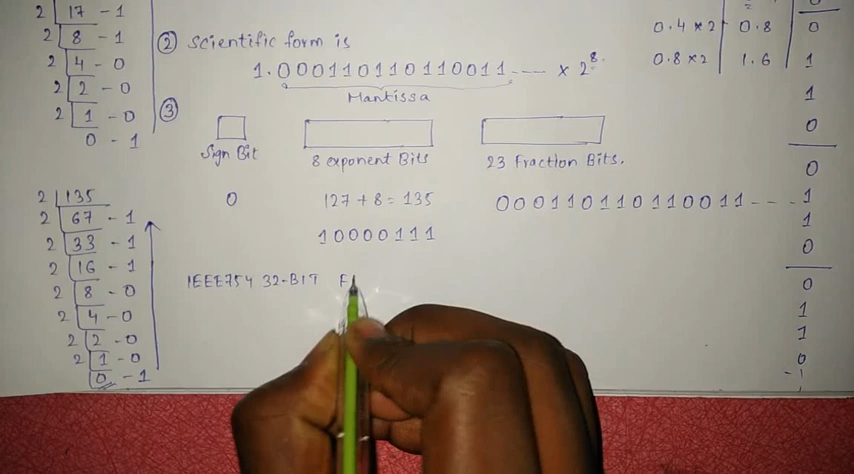 2 17 - 1
2 8 - 1
2 4 - 0
2 2 - 0
2 1 - 0
0 - 1
② Scientific form is
1.000110110110011---- × 2^8.
Mantissa
③
Sign Bit
8 exponent Bits
23 Fraction Bits.
0
127 + 8 = 135
000110110110011---
10000111
IEEE754 32-BIT F
2 135
2 67 - 1
2 33 - 1
2 16 - 1
2 8 - 0
2 4 - 0
2 2 - 0
2 1 - 0
0 - 1
0.4 × 2 0.8 0
0.8 × 2 1.6 1
1
0
0
1
1
0
0
1
1
0